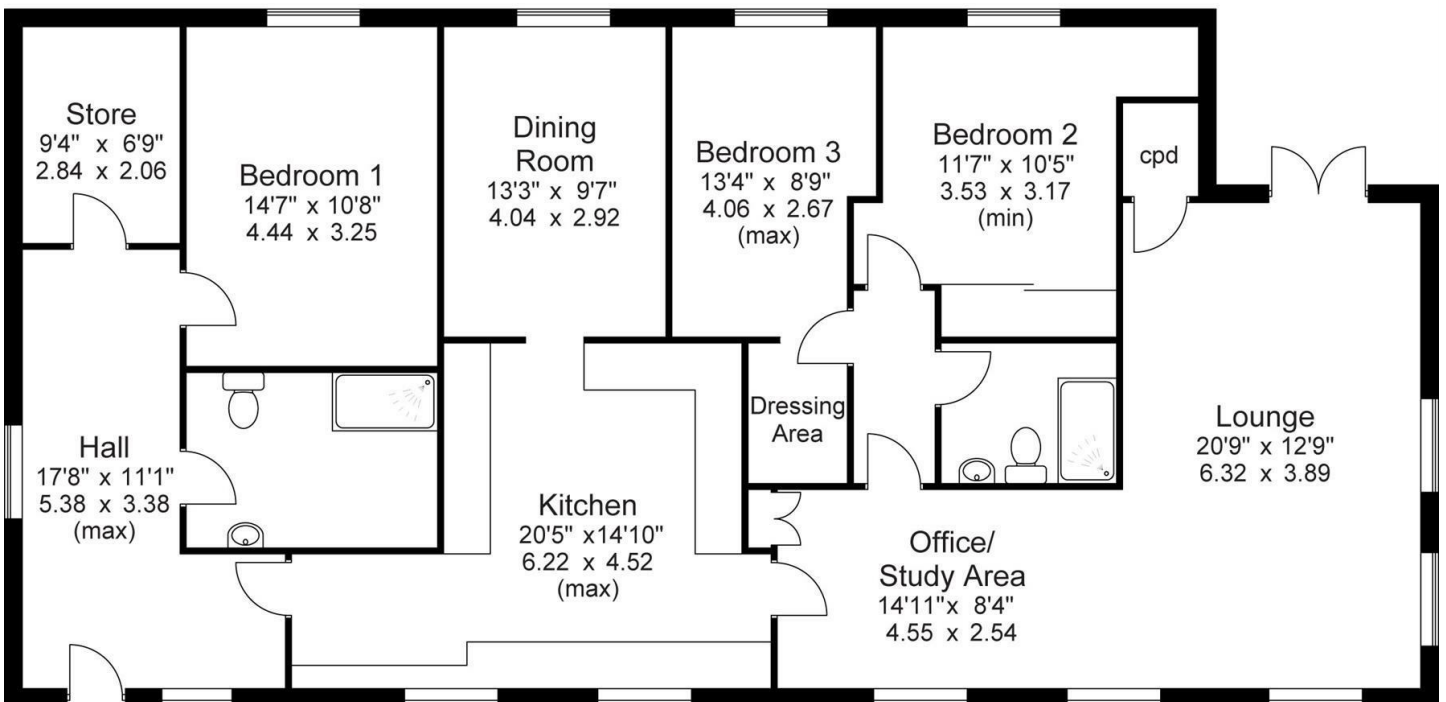 Store
9'4" x 6'9"
2.84 x 2.06
Bedroom 1
14'7" x 10'8"
4.44 x 3.25
Dining
Room
13'3" x 9'7"
4.04 x 2.92
Bedroom 3
13'4" x 8'9"
4.06 x 2.67
(max)
Bedroom 2
11'7" x 10'5"
3.53 x 3.17
(min)
cpd
Hall
17'8" x 11'1"
5.38 x 3.38
(max)
Kitchen
20'5" x14'10"
6.22 x 4.52
(max)
Dressing
Area
Lounge
20'9" x 12'9"
6.32 x 3.89
Office/
Study Area
14'11"x 8'4"
4.55 x 2.54